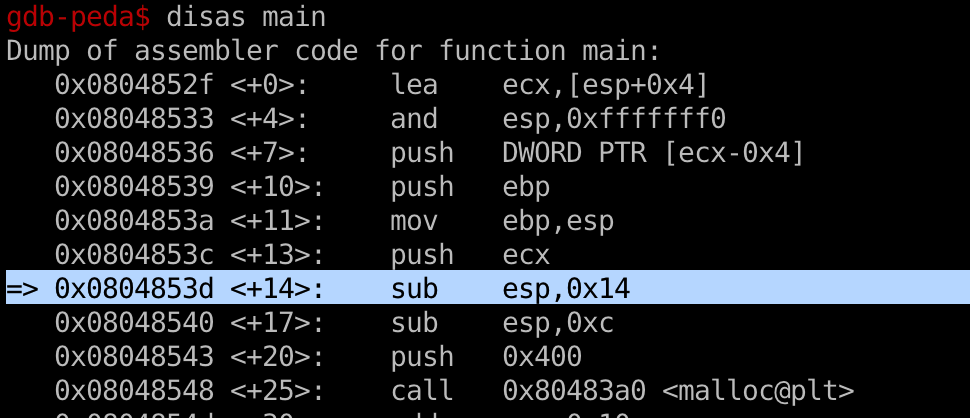 gdb-peda$ disas main
Dump of assembler code for function main:
   0x0804852f <+0>:     lea    ecx,[esp+0x4]
   0x08048533 <+4>:     and    esp,0xfffffff0
   0x08048536 <+7>:     push   DWORD PTR [ecx-0x4]
   0x08048539 <+10>:    push   ebp
   0x0804853a <+11>:    mov    ebp,esp
   0x0804853c <+13>:    push   ecx
=> 0x0804853d <+14>:    sub    esp,0x14
   0x08048540 <+17>:    sub    esp,0xc
   0x08048543 <+20>:    push   0x400
   0x08048548 <+25>:    call   0x80483a0 <malloc@plt>